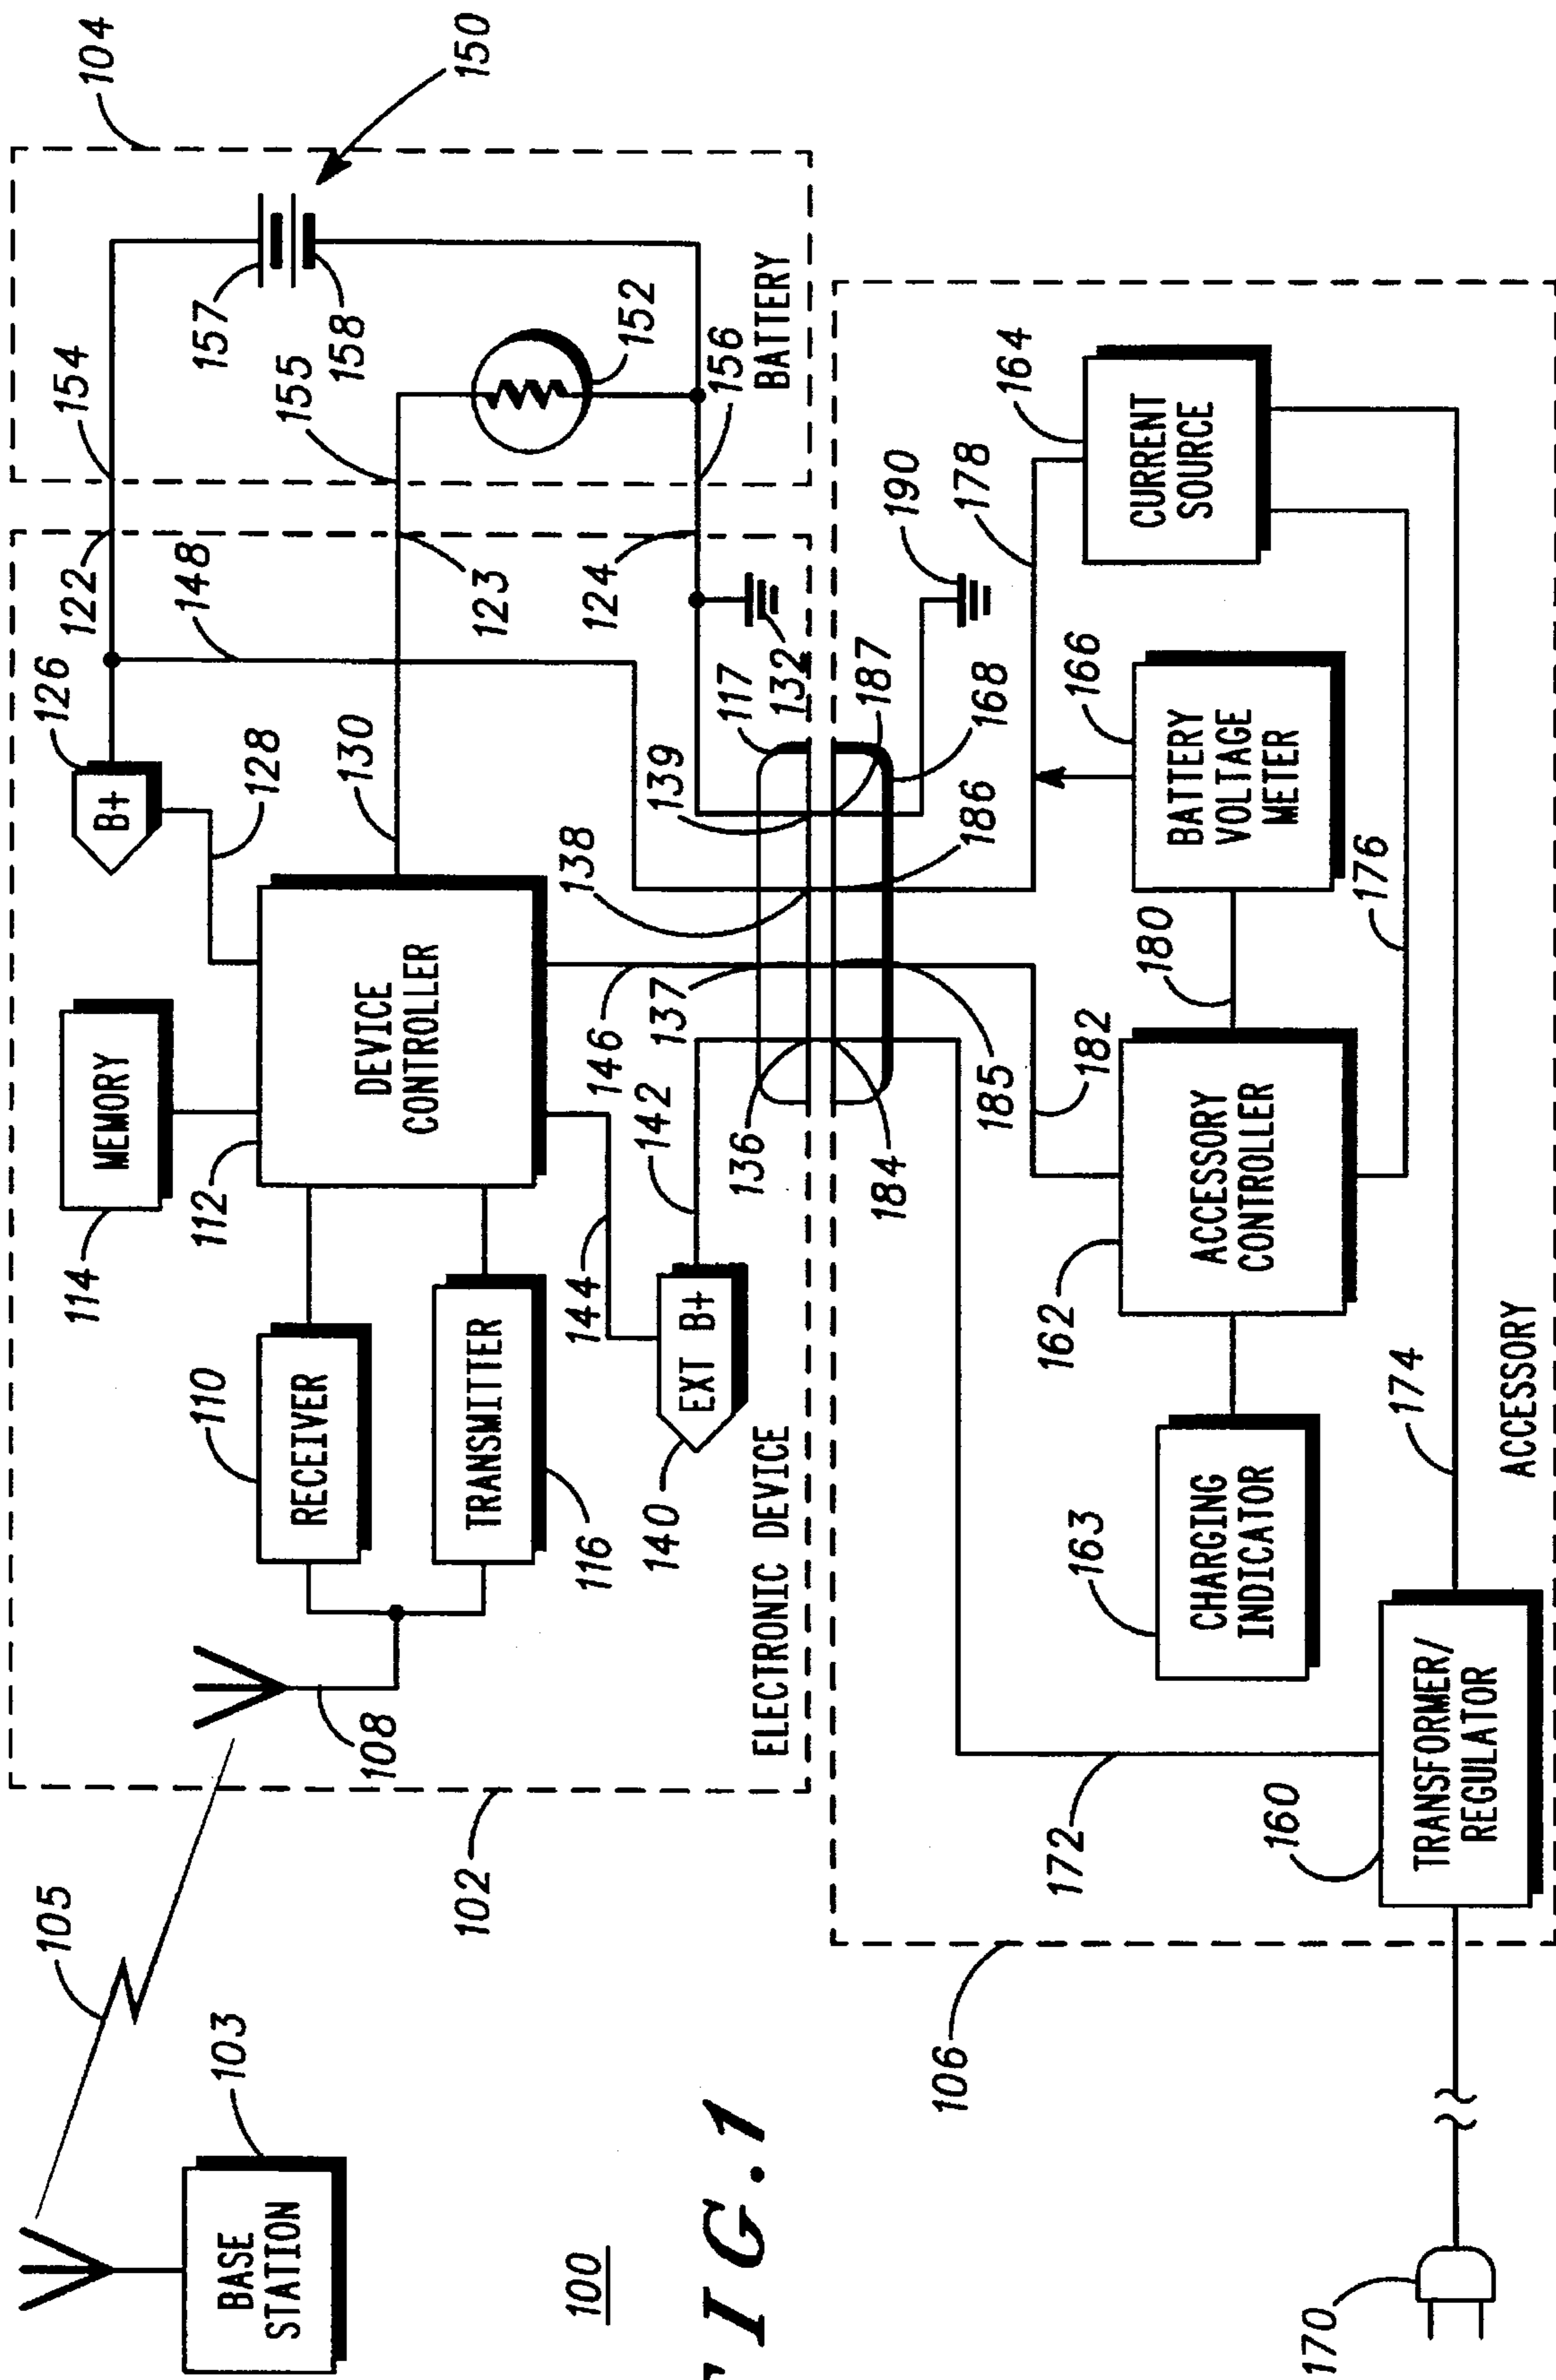 104
150
154
157
158
155
152
156
BATTERY
122
148
126
B+
128
130
123
124
132
117
139
138
MEMORY
114
112
DEVICE
CONTROLLER
146
137
142
136
144
110
RECEIVER
TRANSMITTER
116
EXT B+
140
ELECTRONIC DEVICE
108
102
105
103
BASE
STATION
100
187
168
186
190
178
164
CURRENT
SOURCE
166
BATTERY
VOLTAGE
METER
180
176
185
182
184
162
ACCESSORY
CONTROLLER
163
CHARGING
INDICATOR
174
ACCESSORY
172
160
TRANSFORMER/
REGULATOR
106
170
IG.1